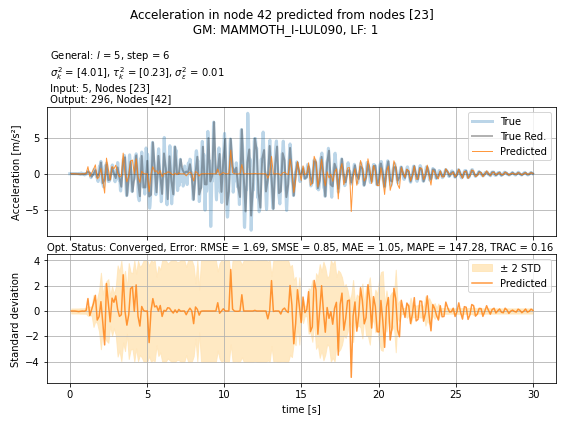 Acceleration in node 42 predicted from nodes [23]
GM: MAMMOTH_I-LUL090, LF: 1
General: l = 5, step = 6
σ²ₖ = [4.01], τ²ₖ = [0.23], σ²ε = 0.01
Input: 5, Nodes [23]
Output: 296, Nodes [42]
Acceleration [m/s²]
5
0
−5
True
True Red.
Predicted
Opt. Status: Converged, Error: RMSE = 1.69, SMSE = 0.85, MAE = 1.05, MAPE = 147.28, TRAC = 0.16
Standard deviation
4
2
0
−2
−4
± 2 STD
Predicted
0 5 10 15 20 25 30
time [s]